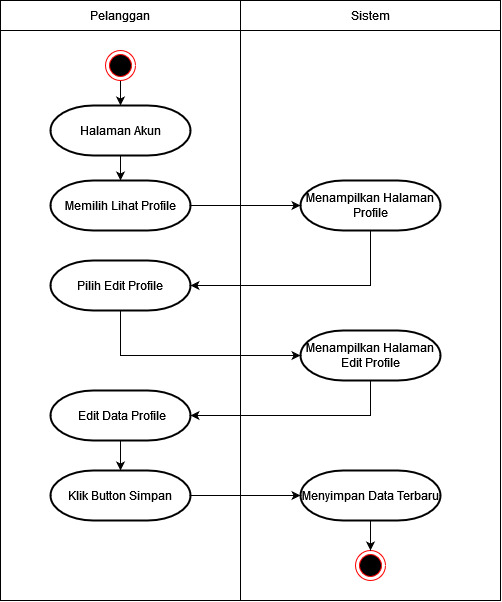 Pelanggan
Sistem
Halaman Akun
Memilih Lihat Profile
Menampilkan Halaman
Profile
Pilih Edit Profile
Menampilkan Halaman
Edit Profile
Edit Data Profile
Klik Button Simpan
Menyimpan Data Terbaru